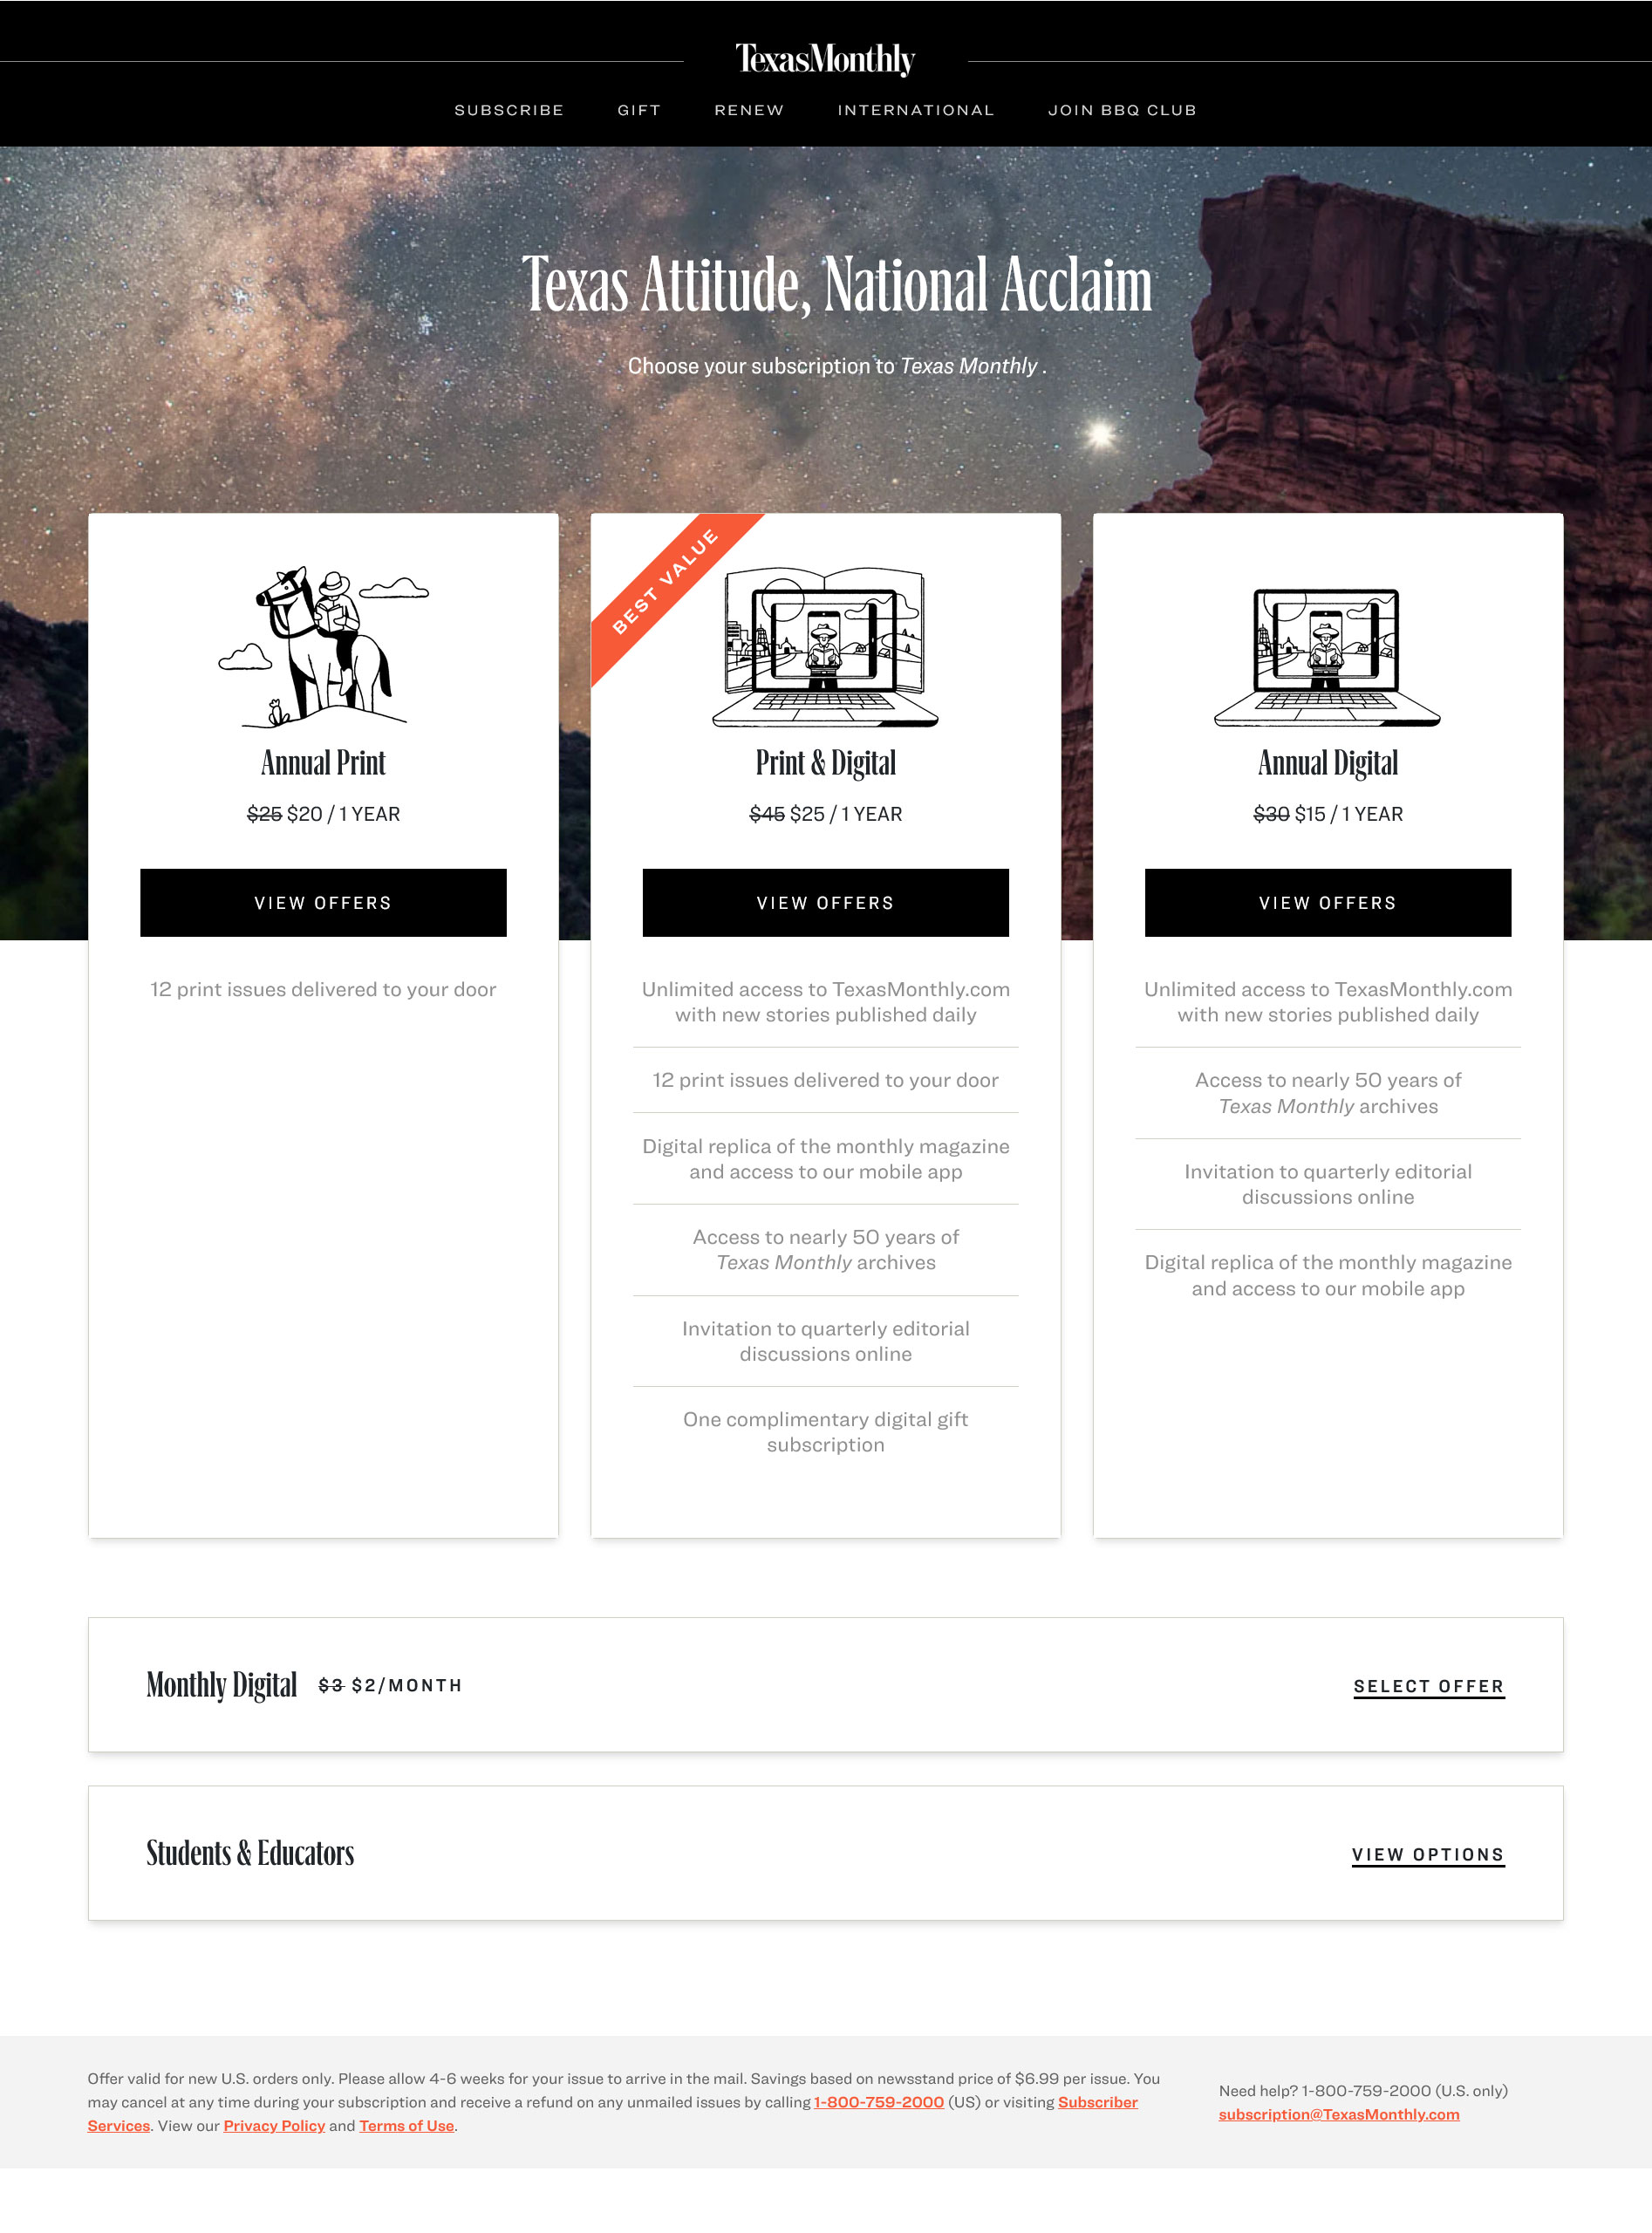 TexasMonthly
SUBSCRIBE GIFT RENEW INTERNATIONAL JOIN BBQ CLUB
Texas Attitude, National Acclaim
Choose your subscription to Texas Monthly .
Annual Print
$25 $20 / 1 YEAR
VIEW OFFERS
12 print issues delivered to your door
BEST VALUE
Print & Digital
$45 $25 / 1 YEAR
VIEW OFFERS
Unlimited access to TexasMonthly.com
with new stories published daily
12 print issues delivered to your door
Digital replica of the monthly magazine
and access to our mobile app
Access to nearly 50 years of
Texas Monthly archives
Invitation to quarterly editorial
discussions online
One complimentary digital gift
subscription
Annual Digital
$30 $15 / 1 YEAR
VIEW OFFERS
Unlimited access to TexasMonthly.com
with new stories published daily
Access to nearly 50 years of
Texas Monthly archives
Invitation to quarterly editorial
discussions online
Digital replica of the monthly magazine
and access to our mobile app
Monthly Digital $3 $2/MONTH
SELECT OFFER
Students & Educators
VIEW OPTIONS
Offer valid for new U.S. orders only. Please allow 4-6 weeks for your issue to arrive in the mail. Savings based on newsstand price of $6.99 per issue. You
may cancel at any time during your subscription and receive a refund on any unmailed issues by calling 1-800-759-2000 (US) or visiting Subscriber
Services. View our Privacy Policy and Terms of Use.
Need help? 1-800-759-2000 (U.S. only)
subscription@TexasMonthly.com